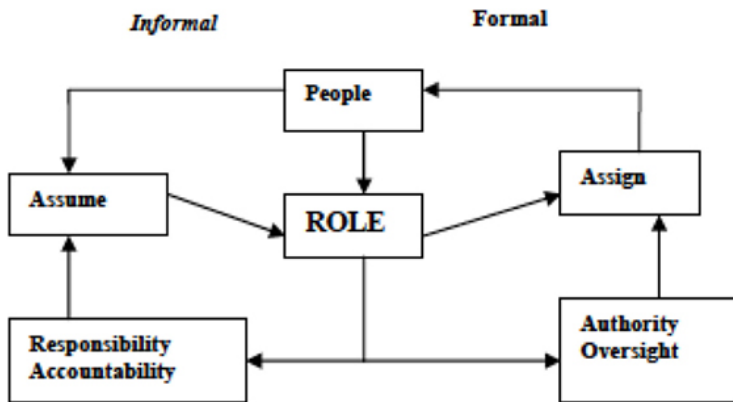 Informal
Formal
People
Assume
ROLE
Assign
Responsibility
Accountability
Authority
Oversight